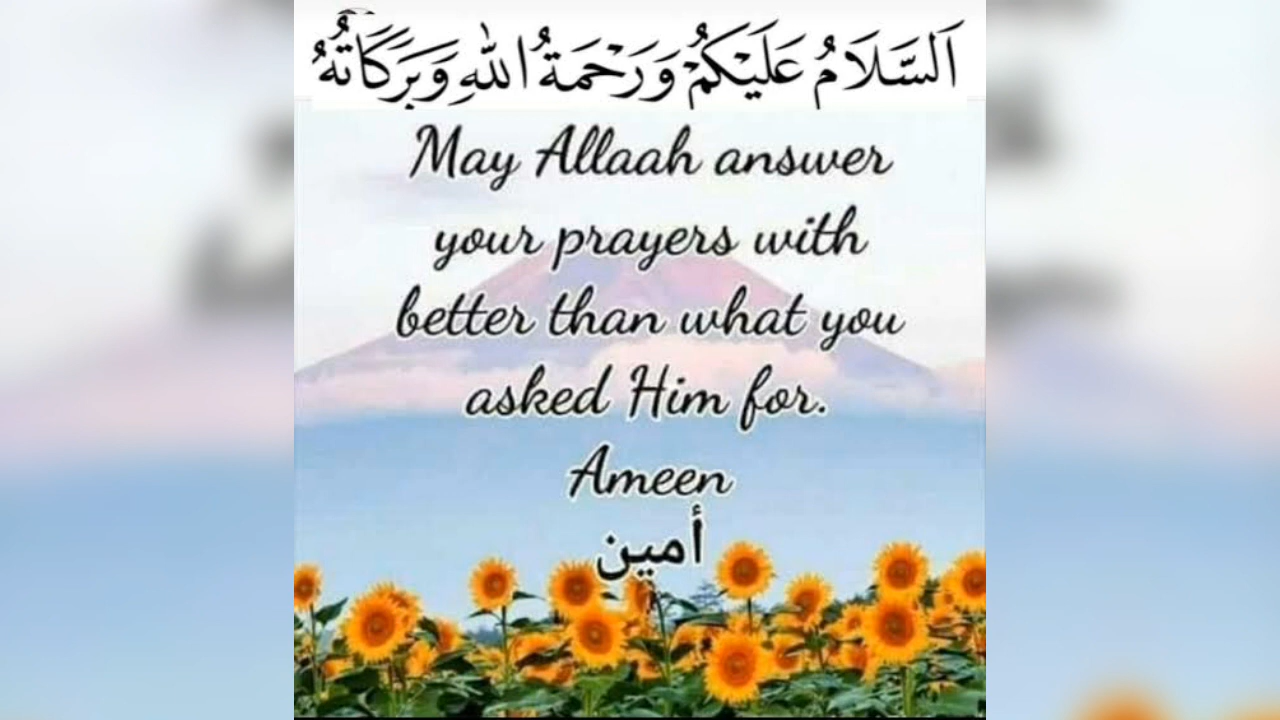 اَلسَّلَامُ عَلَيْكُمْ وَرَحْمَةُ اللهِ وَبَرَكَاتُهُ
May Allaah answer
your prayers with
better than what you
asked Him for.
Ameen
أمين